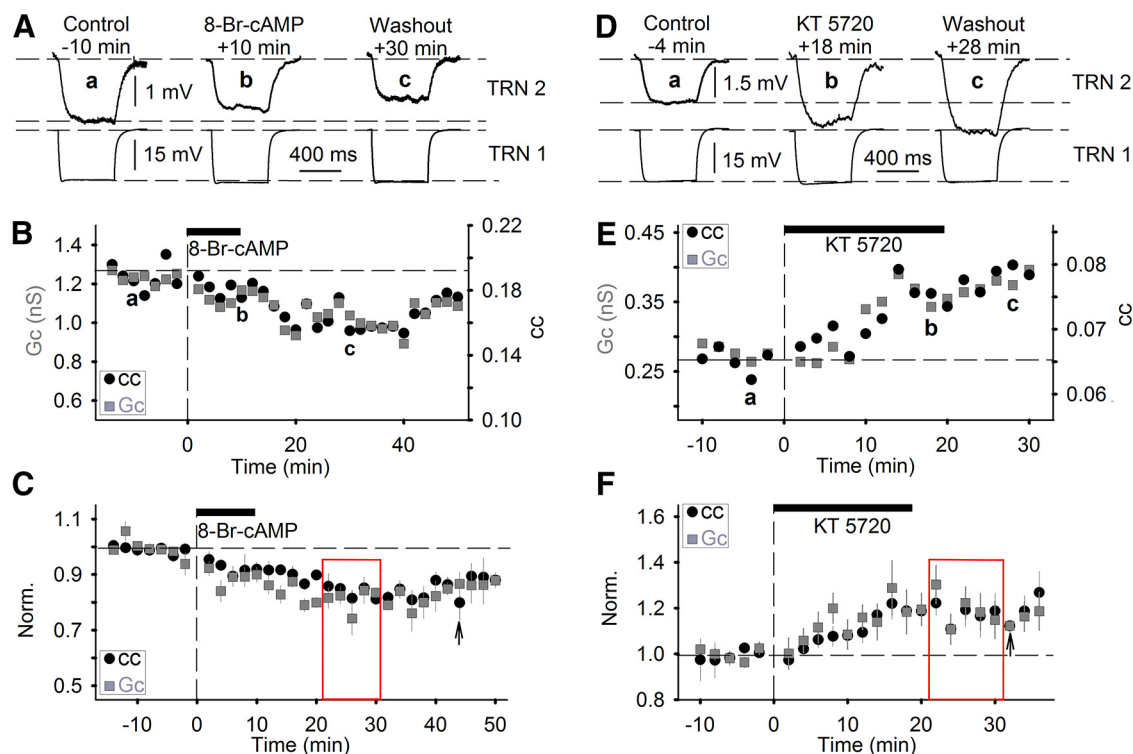 A
Control
-10 min
8-Br-cAMP
+10 min
Washout
+30 min
a
b
c
1 mV
TRN 2
15 mV
400 ms
TRN 1
D
Control
-4 min
KT 5720
+18 min
Washout
+28 min
a
b
c
1.5 mV
TRN 2
15 mV
400 ms
TRN 1
B
8-Br-cAMP
1.4
1.2
1.0
0.8
0.6
Gc (nS)
0.22
0.18
0.14
0.10
cc
a
b
c
cc
Gc
0
20
40
Time (min)
E
cc
Gc
KT 5720
0.45
0.35
0.25
Gc (nS)
0.08
0.07
0.06
cc
a
b
c
-10
0
10
20
30
Time (min)
C
8-Br-cAMP
1.1
0.9
0.7
0.5
Norm.
cc
Gc
-10
0
10
20
30
40
50
Time (min)
F
cc
Gc
KT 5720
1.6
1.4
1.2
1.0
0.8
Norm.
-10
0
10
20
30
Time (min)